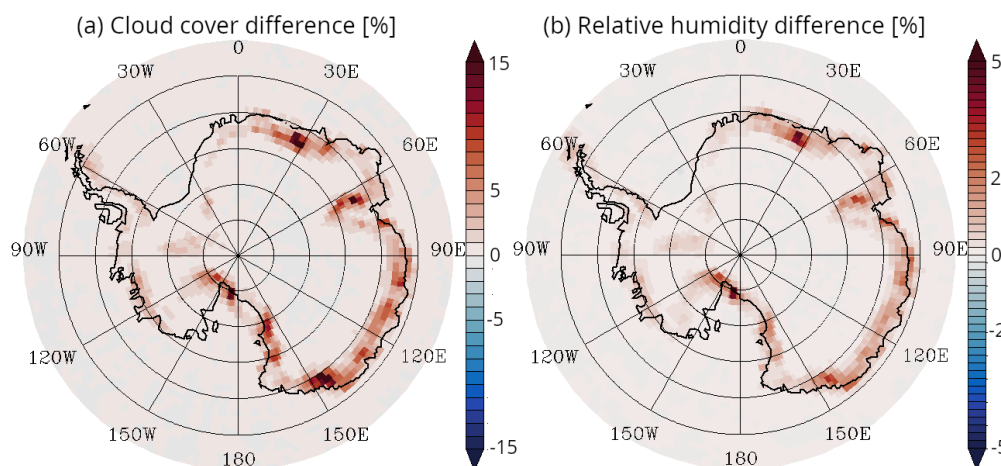 (a) Cloud cover difference [%]
0
30E
60E
90E
120E
150E
180
150W
120W
90W
60W
30W
15
5
0
-5
-15
(b) Relative humidity difference [%]
0
30E
60E
90E
120E
150E
180
150W
120W
90W
60W
30W
5
2
0
-2
-5